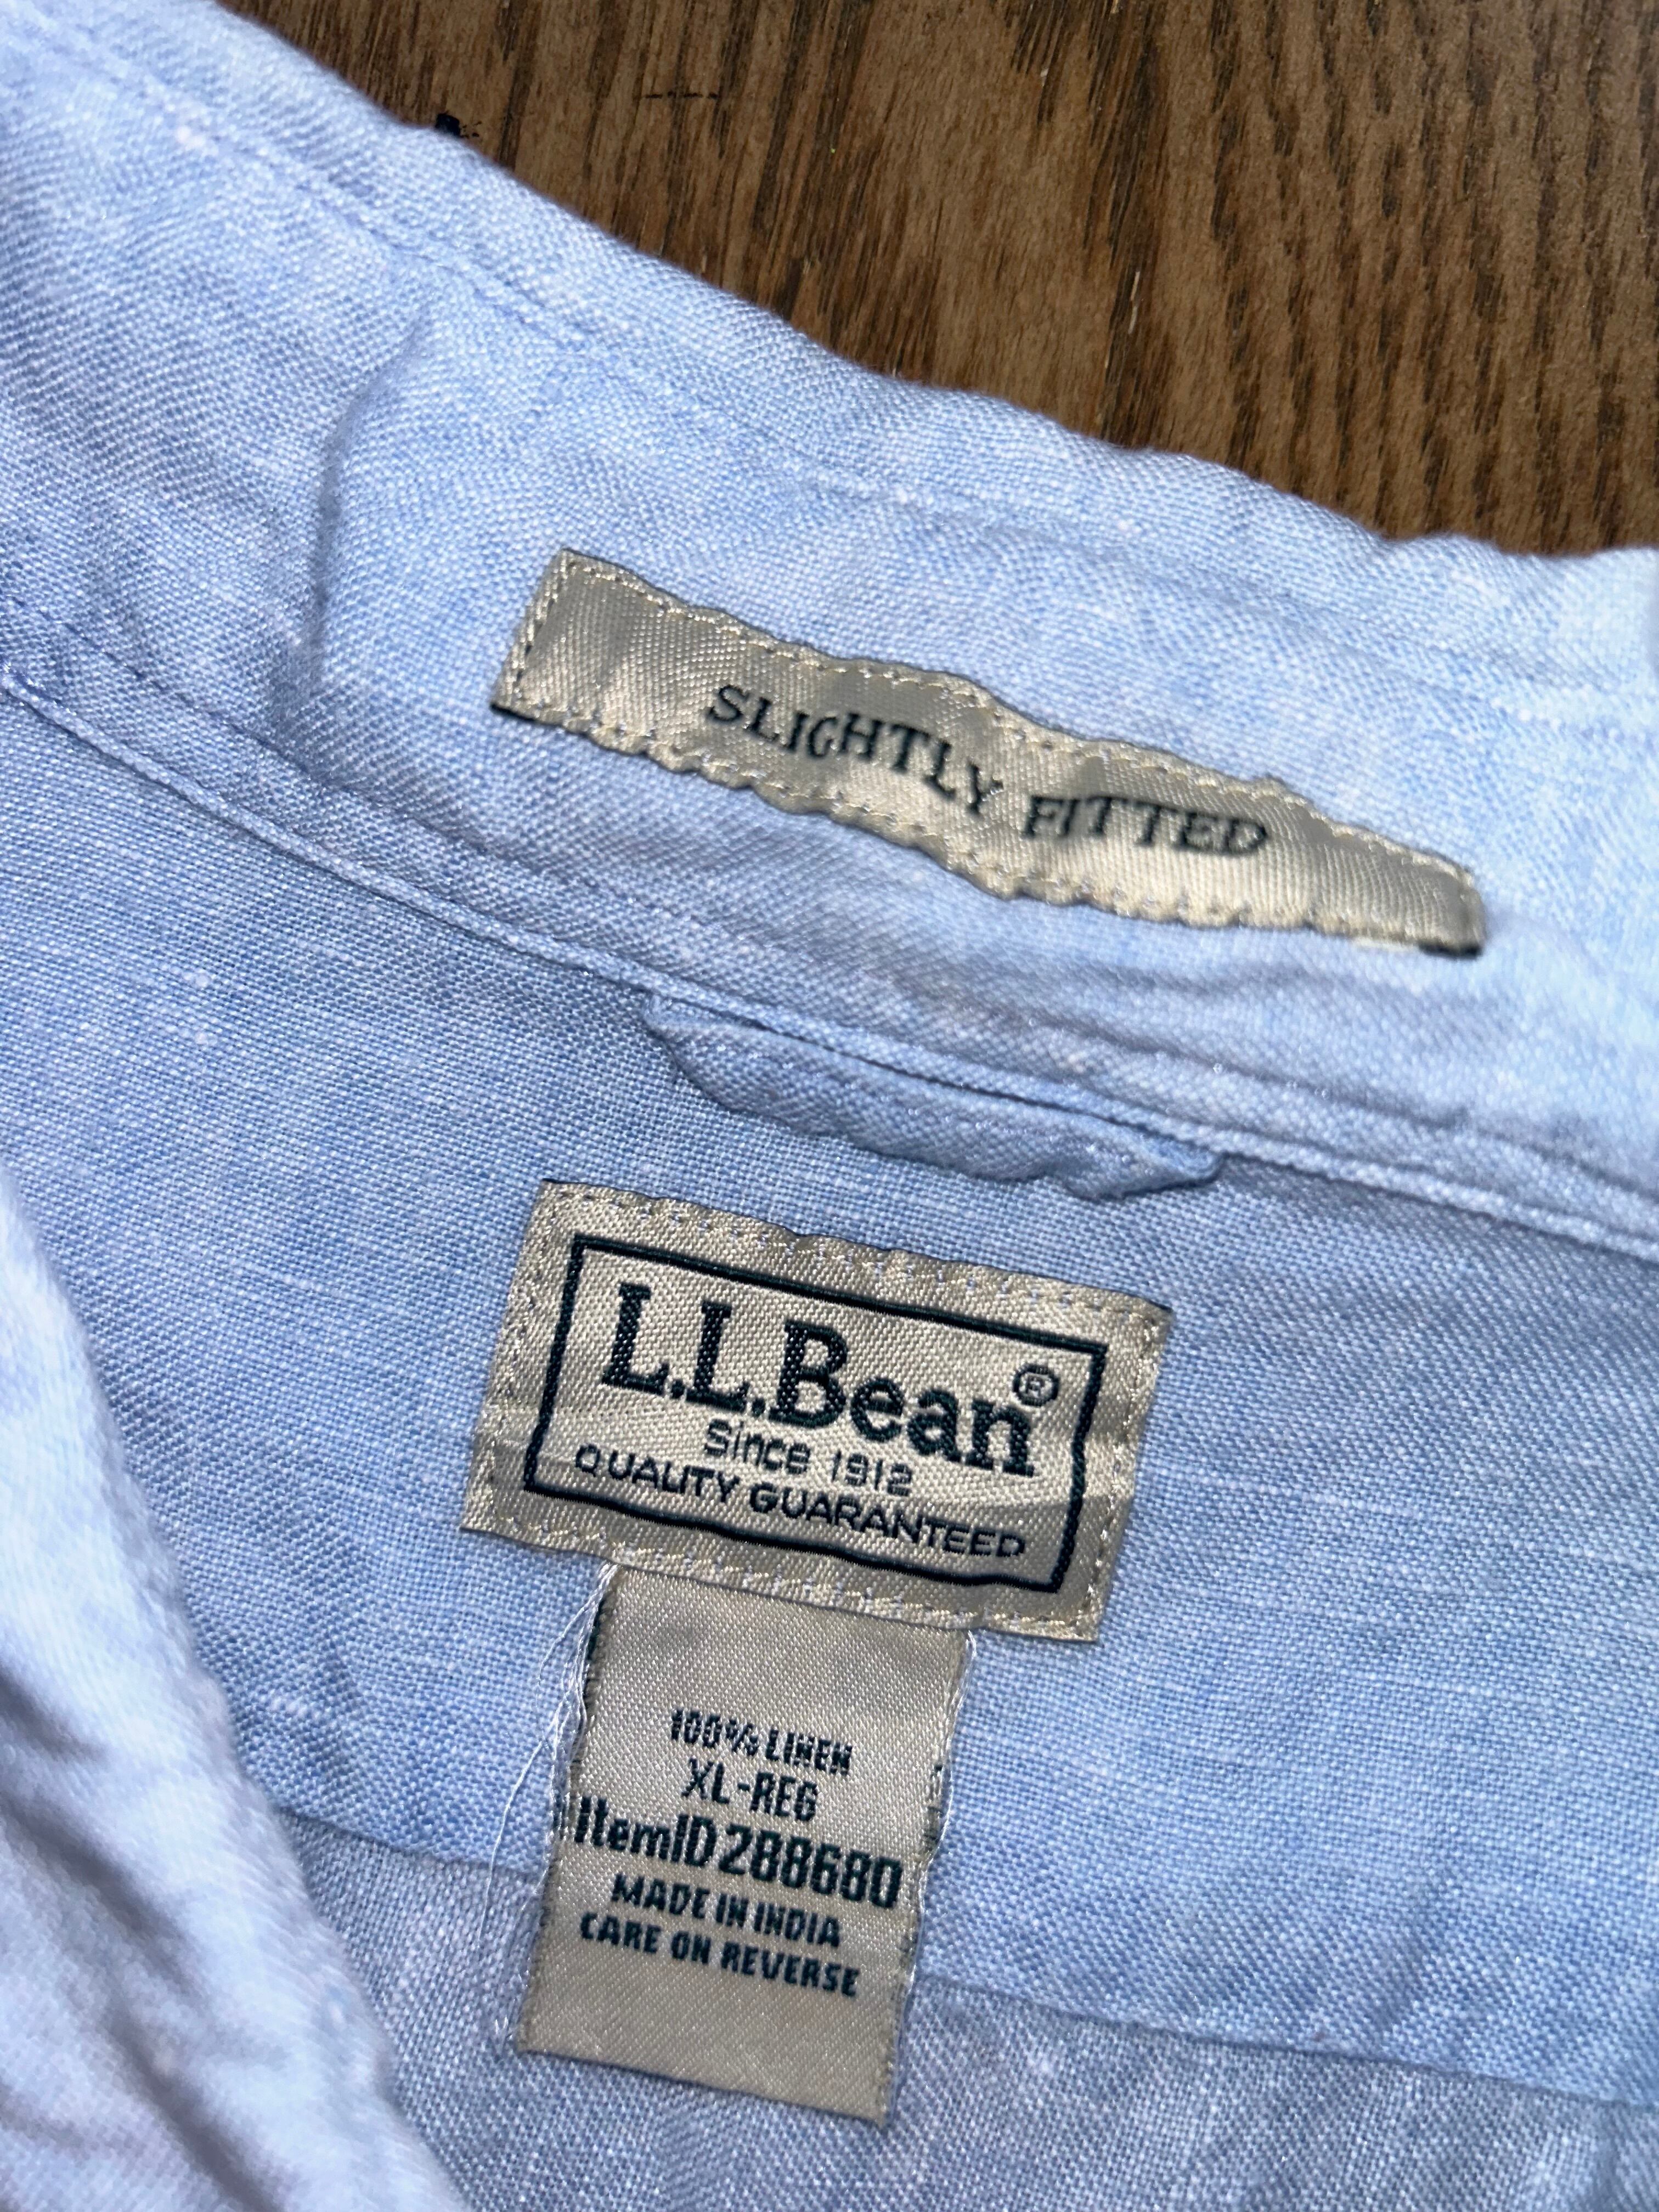 SLIGHTLY FITTED
L.L.Bean®
Since 1912
QUALITY GUARANTEED
100% LINEN
XL-REG
ItemID 288680
MADE IN INDIA
CARE ON REVERSE